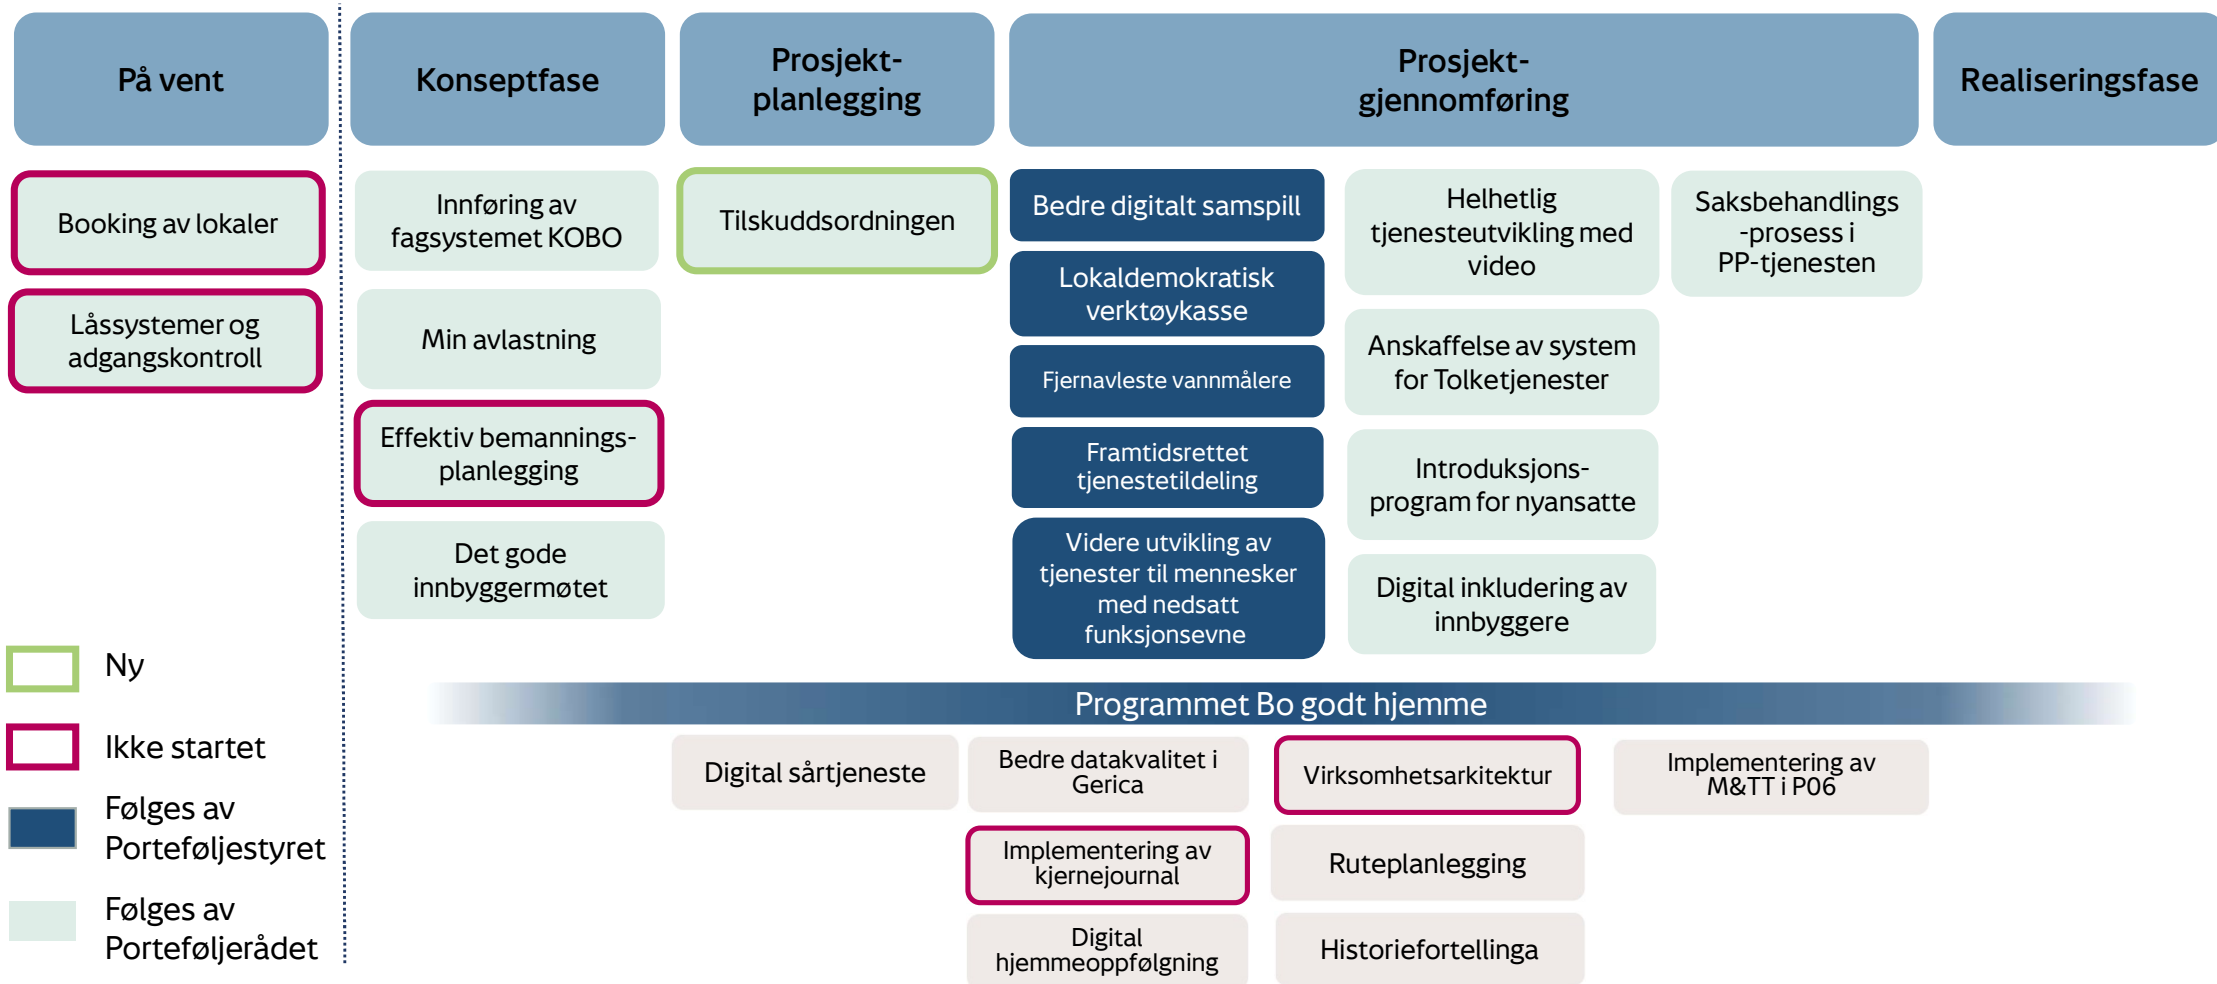 På vent
Konseptfase
Prosjekt-
planlegging
Prosjekt-
gjennomføring
Realiseringsfase
Booking av lokaler
Låssystemer og
adgangskontroll
Innføring av
fagsystemet KOBO
Min avlastning
Effektiv bemannings-
planlegging
Det gode
innbyggermøtet
Tilskuddsordningen
Bedre digitalt samspill
Lokaldemokratisk
verktøykasse
Fjernavleste vannmålere
Framtidsrettet
tjenestetildeling
Videre utvikling av
tjenester til mennesker
med nedsatt
funksjonsevne
Helhetlig
tjenesteutvikling med
video
Anskaffelse av system
for Tolketjenester
Introduksjons-
program for nyansatte
Digital inkludering av
innbyggere
Saksbehandlings
-prosess i
PP-tjenesten
Ny
Ikke startet
Følges av
Porteføljestyret
Følges av
Porteføljerådet
Programmet Bo godt hjemme
Digital sårtjeneste
Bedre datakvalitet i
Gerica
Implementering av
kjernejournal
Digital
hjemmeoppfølgning
Virksomhetsarkitektur
Ruteplanlegging
Historiefortellinga
Implementering av
M&TT i P06